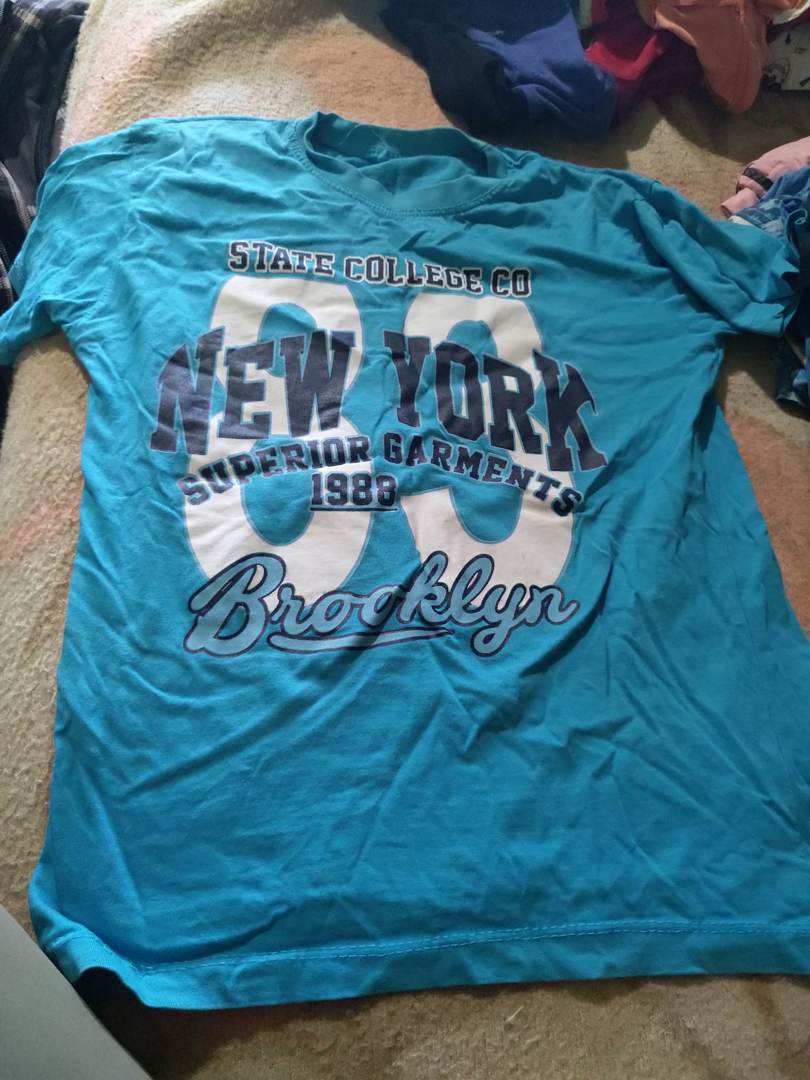 STATE COLLEGE CO
NEW YORK
SUPERIOR GARMENTS
1988
Brooklyn